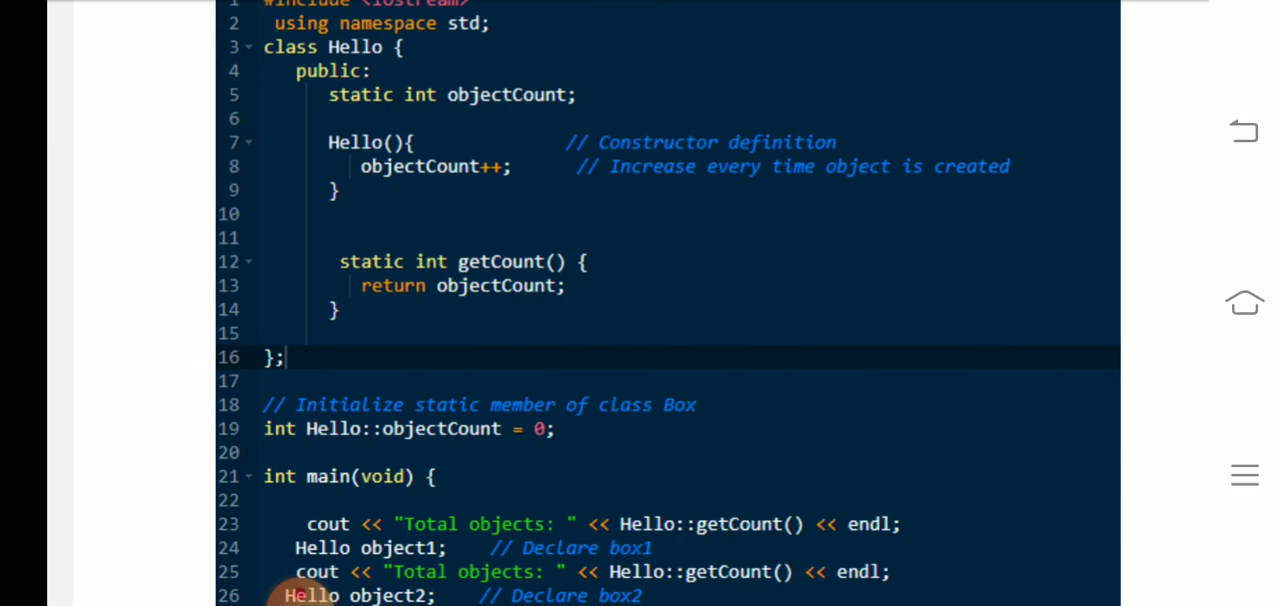 1 #include <iostream>
2 using namespace std;
3 class Hello {
4 public:
5 static int objectCount;
6
7 Hello(){ // Constructor definition
8 objectCount++; // Increase every time object is created
9 }
10
11
12 static int getCount() {
13 return objectCount;
14 }
15
16 };
17
18 // Initialize static member of class Box
19 int Hello::objectCount = 0;
20
21 int main(void) {
22
23 cout << "Total objects: " << Hello::getCount() << endl;
24 Hello object1; // Declare box1
25 cout << "Total objects: " << Hello::getCount() << endl;
26 Hello object2; // Declare box2